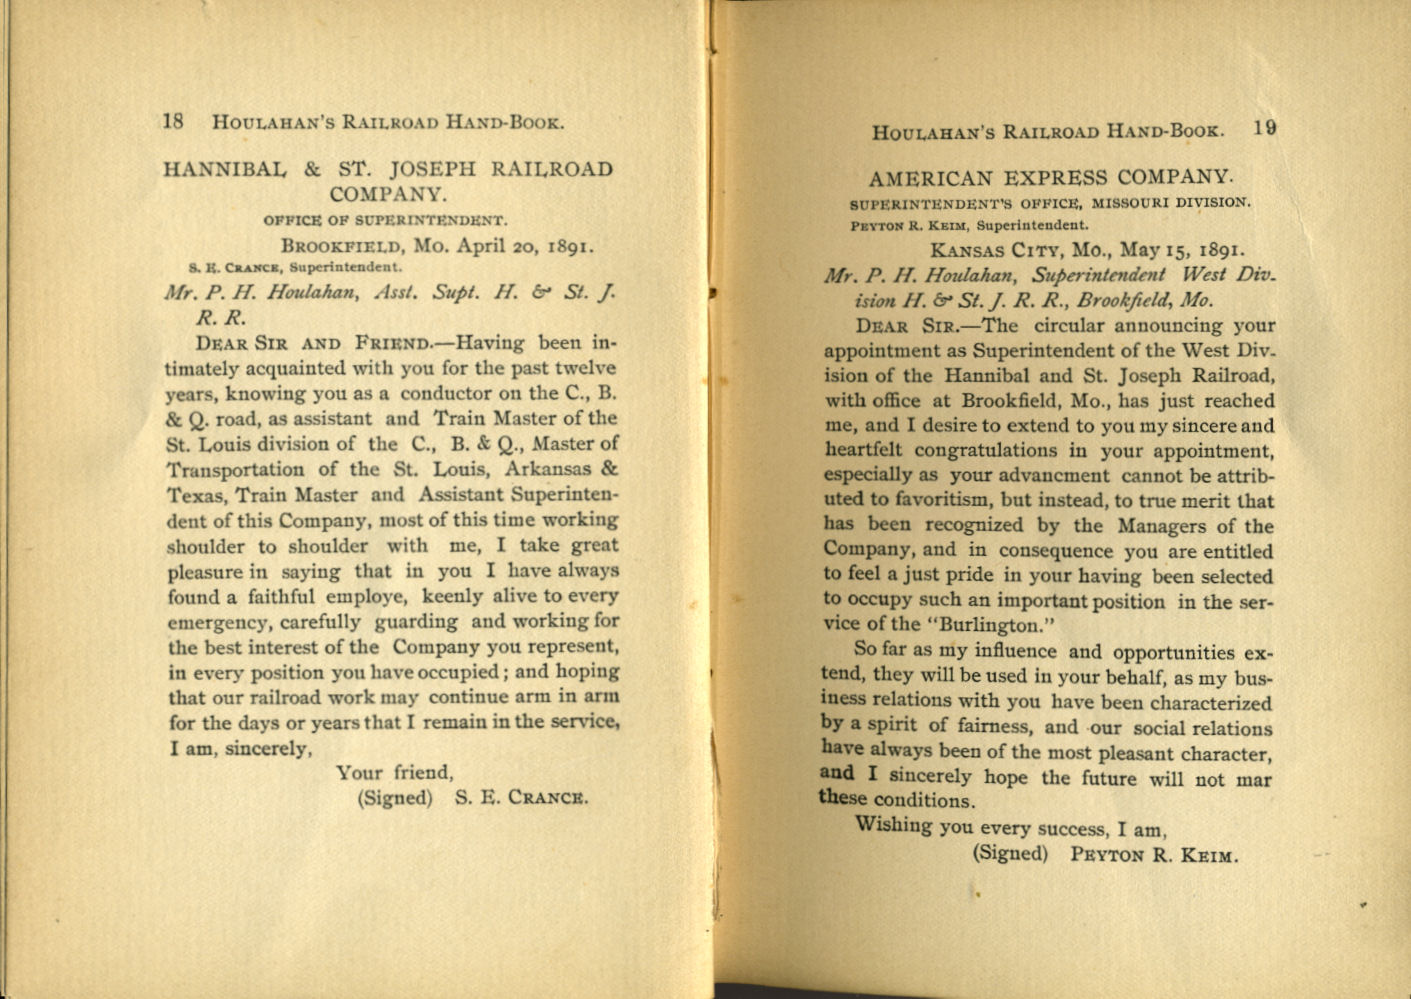 18 HOULAHAN'S RAILROAD HAND-BOOK.
HANNIBAL & ST. JOSEPH RAILROAD
COMPANY.
OFFICE OF SUPERINTENDENT.
BROOKFIELD, MO. April 20, 1891.
S. E. CRANCE, Superintendent.
Mr. P. H. Houlahan, Asst. Supt. H. & St. J.
R. R.
DEAR SIR AND FRIEND.—Having been in-
timately acquainted with you for the past twelve
years, knowing you as a conductor on the C., B.
& Q. road, as assistant and Train Master of the
St. Louis division of the C., B. & Q., Master of
Transportation of the St. Louis, Arkansas &
Texas, Train Master and Assistant Superinten-
dent of this Company, most of this time working
shoulder to shoulder with me, I take great
pleasure in saying that in you I have always
found a faithful employe, keenly alive to every
emergency, carefully guarding and working for
the best interest of the Company you represent,
in every position you have occupied; and hoping
that our railroad work may continue arm in arm
for the days or years that I remain in the service,
I am, sincerely,
Your friend,
(Signed) S. E. CRANCE.
HOULAHAN'S RAILROAD HAND-BOOK. 19
AMERICAN EXPRESS COMPANY.
SUPERINTENDENT'S OFFICE, MISSOURI DIVISION.
PEYTON R. KEIM, Superintendent.
KANSAS CITY, MO., May 15, 1891.
Mr. P. H. Houlahan, Superintendent West Div-
ision H. & St. J. R. R., Brookfield, Mo.
DEAR SIR.—The circular announcing your
appointment as Superintendent of the West Div-
ision of the Hannibal and St. Joseph Railroad,
with office at Brookfield, Mo., has just reached
me, and I desire to extend to you my sincere and
heartfelt congratulations in your appointment,
especially as your advancment cannot be attrib-
uted to favoritism, but instead, to true merit that
has been recognized by the Managers of the
Company, and in consequence you are entitled
to feel a just pride in your having been selected
to occupy such an important position in the ser-
vice of the "Burlington."
So far as my influence and opportunities ex-
tend, they will be used in your behalf, as my bus-
iness relations with you have been characterized
by a spirit of fairness, and our social relations
have always been of the most pleasant character,
and I sincerely hope the future will not mar
these conditions.
Wishing you every success, I am,
(Signed) PEYTON R. KEIM.